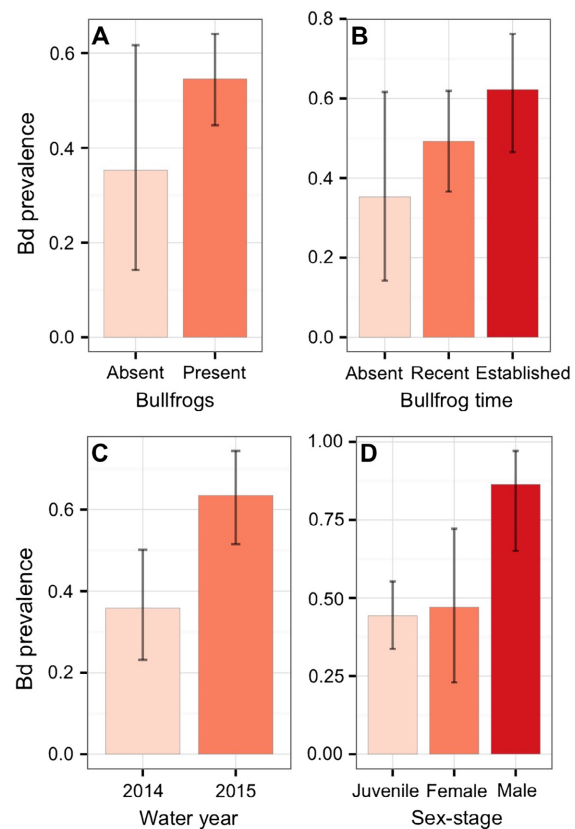 A
Bd prevalence
0.6
0.4
0.2
0.0
Absent Present
Bullfrogs
B
0.8
0.6
0.4
0.2
0.0
Absent Recent Established
Bullfrog time
C
Bd prevalence
0.6
0.4
0.2
0.0
2014 2015
Water year
D
1.00
0.75
0.50
0.25
0.00
Juvenile Female Male
Sex-stage